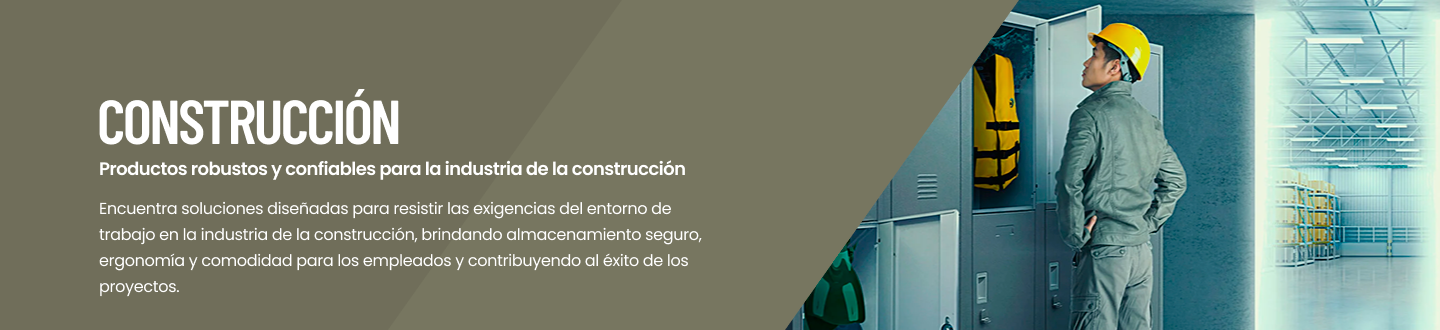 CONSTRUCCIÓN
Productos robustos y confiables para la industria de la construcción
Encuentra soluciones diseñadas para resistir las exigencias del entorno de
trabajo en la industria de la construcción, brindando almacenamiento seguro,
ergonomía y comodidad para los empleados y contribuyendo al éxito de los
proyectos.